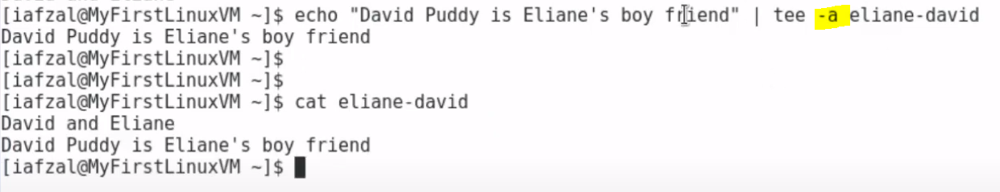 [iafzal@MyFirstLinuxVM ~]$ echo "David Puddy is Eliane's boy friend" | tee -a eliane-david
David Puddy is Eliane's boy friend
[iafzal@MyFirstLinuxVM ~]$
[iafzal@MyFirstLinuxVM ~]$
[iafzal@MyFirstLinuxVM ~]$ cat eliane-david
David and Eliane
David Puddy is Eliane's boy friend
[iafzal@MyFirstLinuxVM ~]$